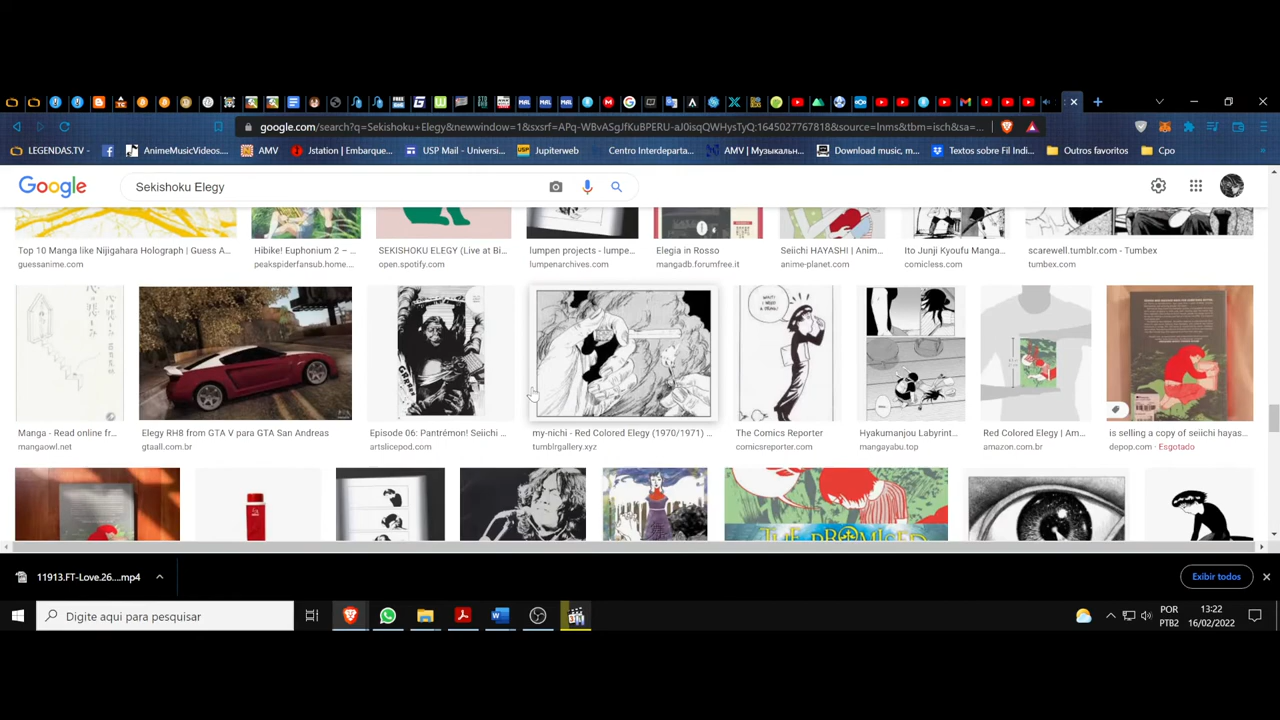 google.com/search?q=Sekishoku+Elegy&newwindow=1&sxsrf=APq-WBvASgJfKuBPERU-aJ0isqQWHysTyQ:1645027767818&source=lnms&tbm=isch&sa=...
LEGENDAS.TV - Passado... AnimeMusicVideos... AMV Jstation | Embarque... USP Mail - Universi... Jupiterweb Centro Interdeparta... AMV | Музыкальн... Download music, m... Textos sobre Fil Indi... Outros favoritos Cpo
Google Sekishoku Elegy
Top 10 Manga like Nijigahara Holograph | Guess A... Hibike! Euphonium 2 – ... SEKISHOKU ELEGY (Live at Bi... lumpen projects - lumpe... Elegia in Rosso Seiichi HAYASHI | Anim... Ito Junji Kyoufu Manga... scarewell.tumblr.com - Tumbex
guessanime.com peakspiderfansub.home.... open.spotify.com lumpenarchives.com mangadb.forumfree.it anime-planet.com comicless.com tumbex.com
Manga - Read online fr... Elegy RH8 from GTA V para GTA San Andreas Episode 06: Pantrémon! Seiichi ... my-nichi - Red Colored Elegy (1970/1971) ... The Comics Reporter Hyakumanjou Labyrint... Red Colored Elegy | Am... is selling a copy of seiichi hayas...
mangaowl.net gtaall.com.br artslicepod.com tumblrgallery.xyz comicsreporter.com mangayabu.top amazon.com.br depop.com • Esgotado
THE PROMISED
11913.FT-Love.26....mp4 Exibir todos
Digite aqui para pesquisar
POR 13:22
PTB2 16/02/2022